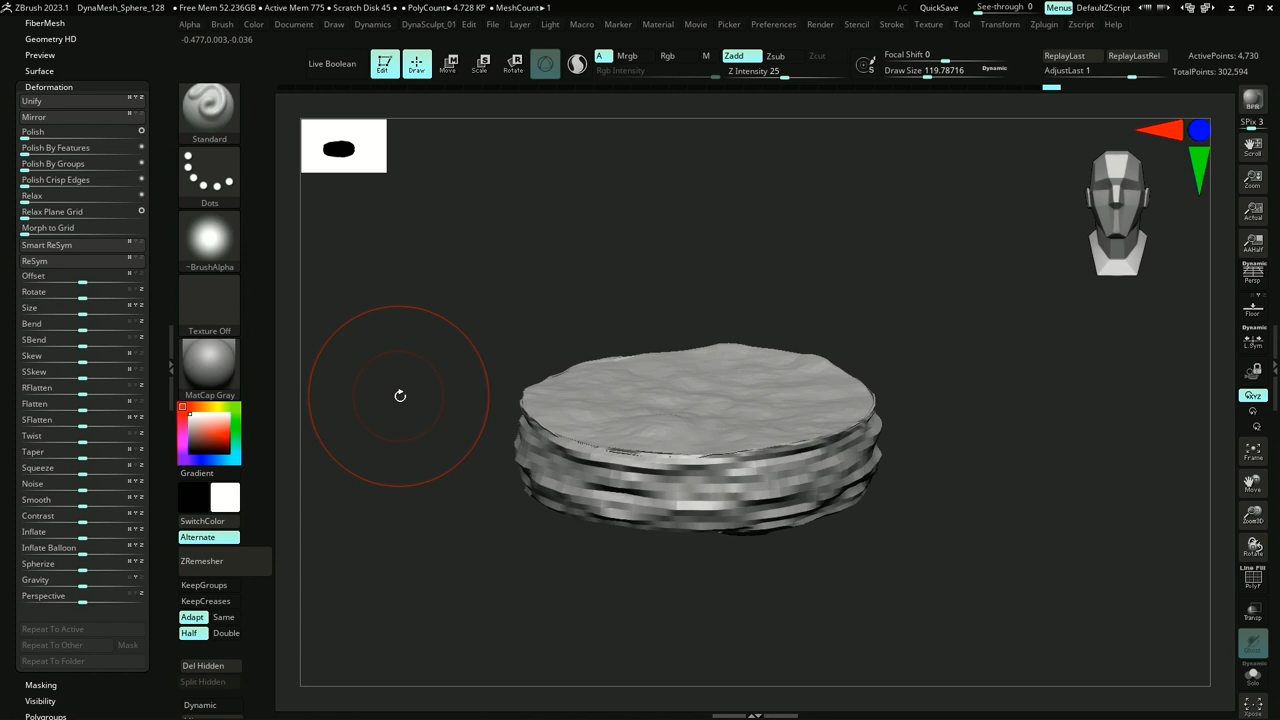 ZBrush 2023.1
DynaMesh_Sphere_128
● Free Mem 52.236GB ● Active Mem 775 ● Scratch Disk 45 ● PolyCount► 4.728 KP ● MeshCount► 1
AC
QuickSave
See-through 0
Menus
DefaultZScript
Alpha Brush Color Document Draw Dynamics DynaSculpt_01 Edit File Layer Light Macro Marker Material Movie Picker Preferences Render Stencil Stroke Texture Tool Transform Zplugin Zscript Help
-0.477,0.003,-0.036
FiberMesh
Geometry HD
Preview
Surface
Deformation
Unify
Mirror
Polish
Polish By Features
Polish By Groups
Polish Crisp Edges
Relax
Relax Plane Grid
Morph to Grid
Smart ReSym
ReSym
Offset
Rotate
Size
Bend
SBend
Skew
SSkew
RFlatten
Flatten
SFlatten
Twist
Taper
Squeeze
Noise
Smooth
Contrast
Inflate
Inflate Balloon
Spherize
Gravity
Perspective
Repeat To Active
Repeat To Other
Mask
Repeat To Folder
Masking
Visibility
Polygroups
Standard
Dots
~BrushAlpha
Texture Off
MatCap Gray
Gradient
SwitchColor
Alternate
ZRemesher
KeepGroups
KeepCreases
Adapt Same
Half Double
Del Hidden
Split Hidden
Dynamic
Live Boolean
Edit
Draw
Move
Scale
Rotate
A Mrgb Rgb M
Rgb Intensity
Zadd Zsub Zcut
Z Intensity 25
S
Focal Shift 0
Draw Size 119.78716
Dynamic
ReplayLast
ReplayLastRel
AdjustLast 1
ActivePoints: 4,730
TotalPoints: 302,594
BPR
SPix 3
Scroll
Zoom
Actual
AAHalf
Dynamic
Persp
Floor
Dynamic
L.Sym
Qxyz
Frame
Move
Zoom3D
Rotate
Line Fill
PolyF
Transp
Ghost
Dynamic
Solo
Xpose